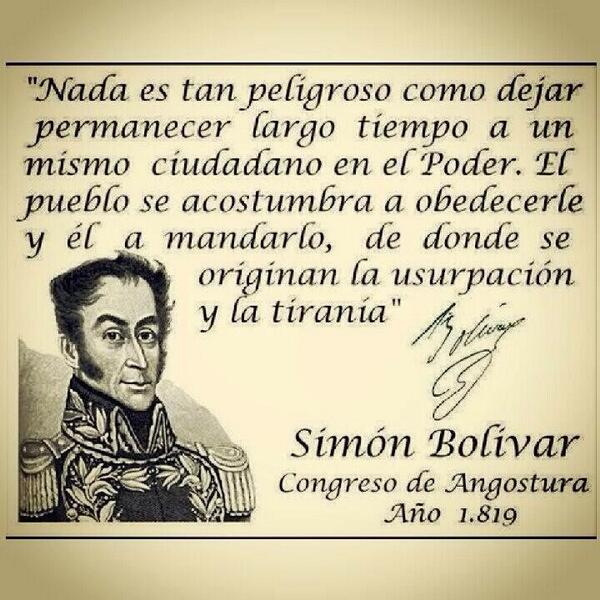 "Nada es tan peligroso como dejar
permanecer largo tiempo a un
mismo ciudadano en el Poder. El
pueblo se acostumbra a obedecerle
y él a mandarlo, de donde se
originan la usurpación
y la tiranía"
Bolívar
Simón Bolívar
Congreso de Angostura
Año 1.819